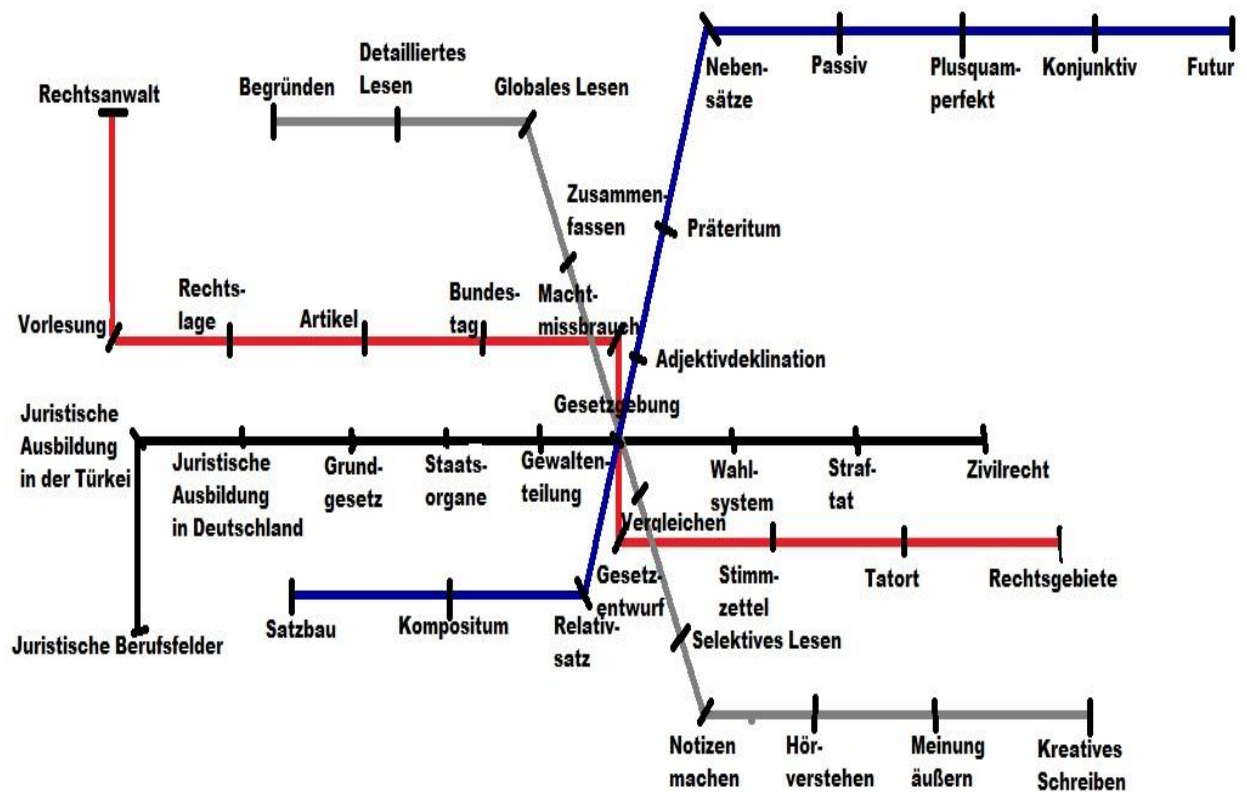 Neben-
sätze
Passiv
Plusquam-
perfekt
Konjunktiv
Futur
Rechtsanwalt
Begründen
Detailliertes
Lesen
Globales Lesen
Zusammen-
fassen
Präteritum
Vorlesung
Rechts-
lage
Artikel
Bundes-
tag
Macht-
missbrauch
Adjektivdeklination
Gesetzgebung
Juristische
Ausbildung
in der Türkei
Juristische
Ausbildung
in Deutschland
Grund-
gesetz
Staats-
organe
Gewalten-
teilung
Wahl-
system
Straf-
tat
Zivilrecht
Vergleichen
Gesetz-
entwurf
Stimm-
zettel
Tatort
Rechtsgebiete
Satzbau
Kompositum
Relativ-
satz
Juristische Berufsfelder
Selektives Lesen
Notizen
machen
Hör-
verstehen
Meinung
äußern
Kreatives
Schreiben